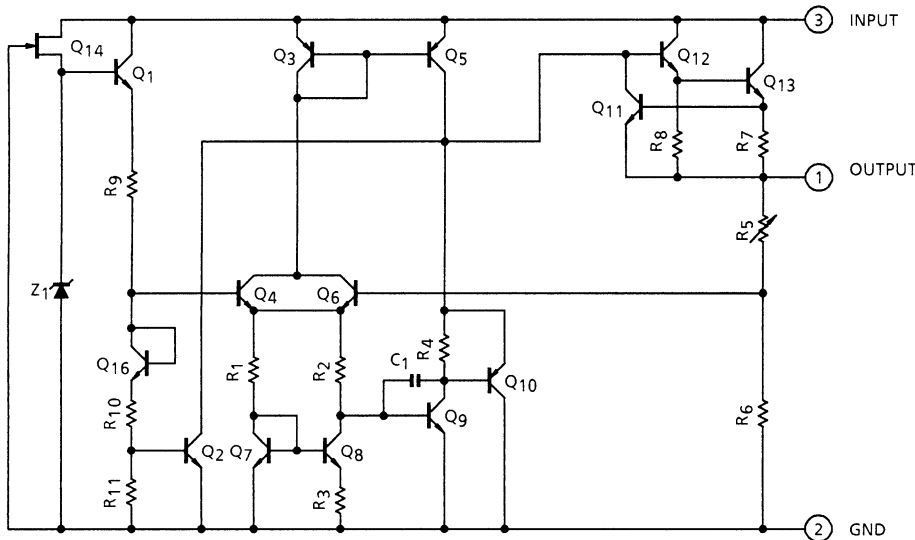 3 INPUT
Q14
Q1
Q3
Q5
Q12
Q13
Q11
R8
R7
1 OUTPUT
R9
R5
Z1
Q4
Q6
Q16
R1
R2
R4
C1
Q10
R10
R6
Q2
Q7
Q8
Q9
R11
R3
2 GND